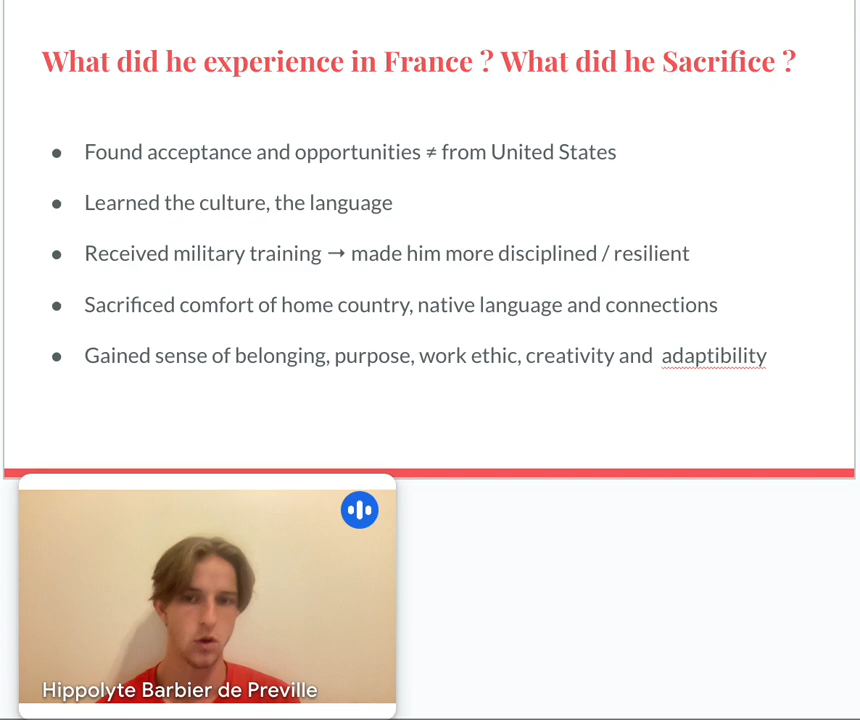 What did he experience in France ? What did he Sacrifice ?
● Found acceptance and opportunities ≠ from United States
● Learned the culture, the language
● Received military training → made him more disciplined / resilient
● Sacrificed comfort of home country, native language and connections
● Gained sense of belonging, purpose, work ethic, creativity and adaptibility
Hippolyte Barbier de Preville